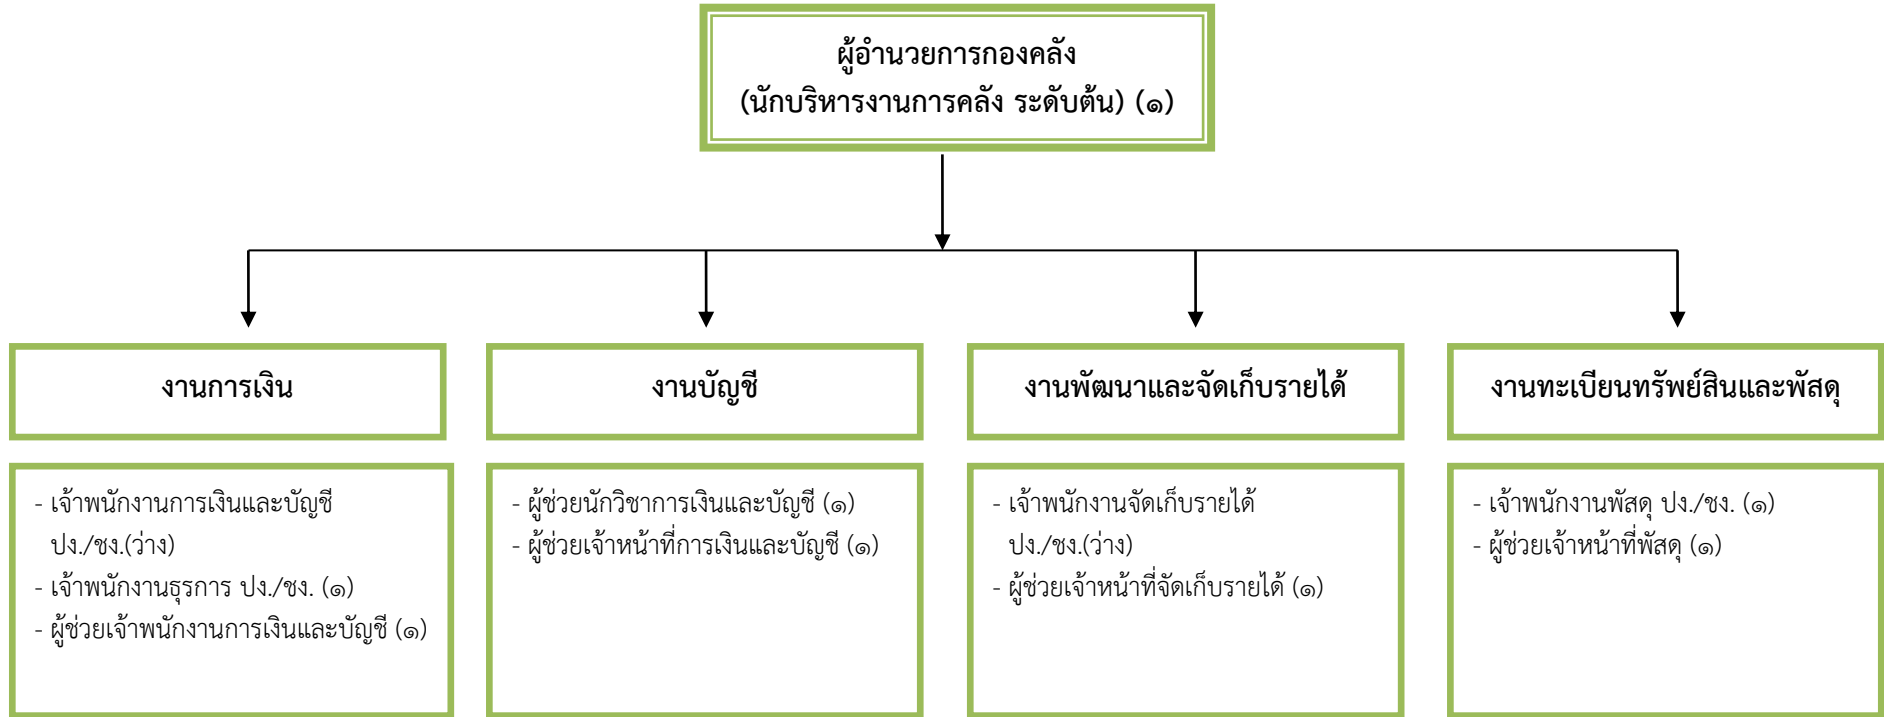 ผู้อำนวยการกองคลัง
(นักบริหารงานการคลัง ระดับต้น) (๑)
งานการเงิน
งานบัญชี
งานพัฒนาและจัดเก็บรายได้
งานทะเบียนทรัพย์สินและพัสดุ
- เจ้าพนักงานการเงินและบัญชี
ปง./ชง.(ว่าง)
- เจ้าพนักงานธุรการ ปง./ชง. (๑)
- ผู้ช่วยเจ้าพนักงานการเงินและบัญชี (๑)
- ผู้ช่วยนักวิชาการเงินและบัญชี (๑)
- ผู้ช่วยเจ้าหน้าที่การเงินและบัญชี (๑)
- เจ้าพนักงานจัดเก็บรายได้
ปง./ชง.(ว่าง)
- ผู้ช่วยเจ้าหน้าที่จัดเก็บรายได้ (๑)
- เจ้าพนักงานพัสดุ ปง./ชง. (๑)
- ผู้ช่วยเจ้าหน้าที่พัสดุ (๑)